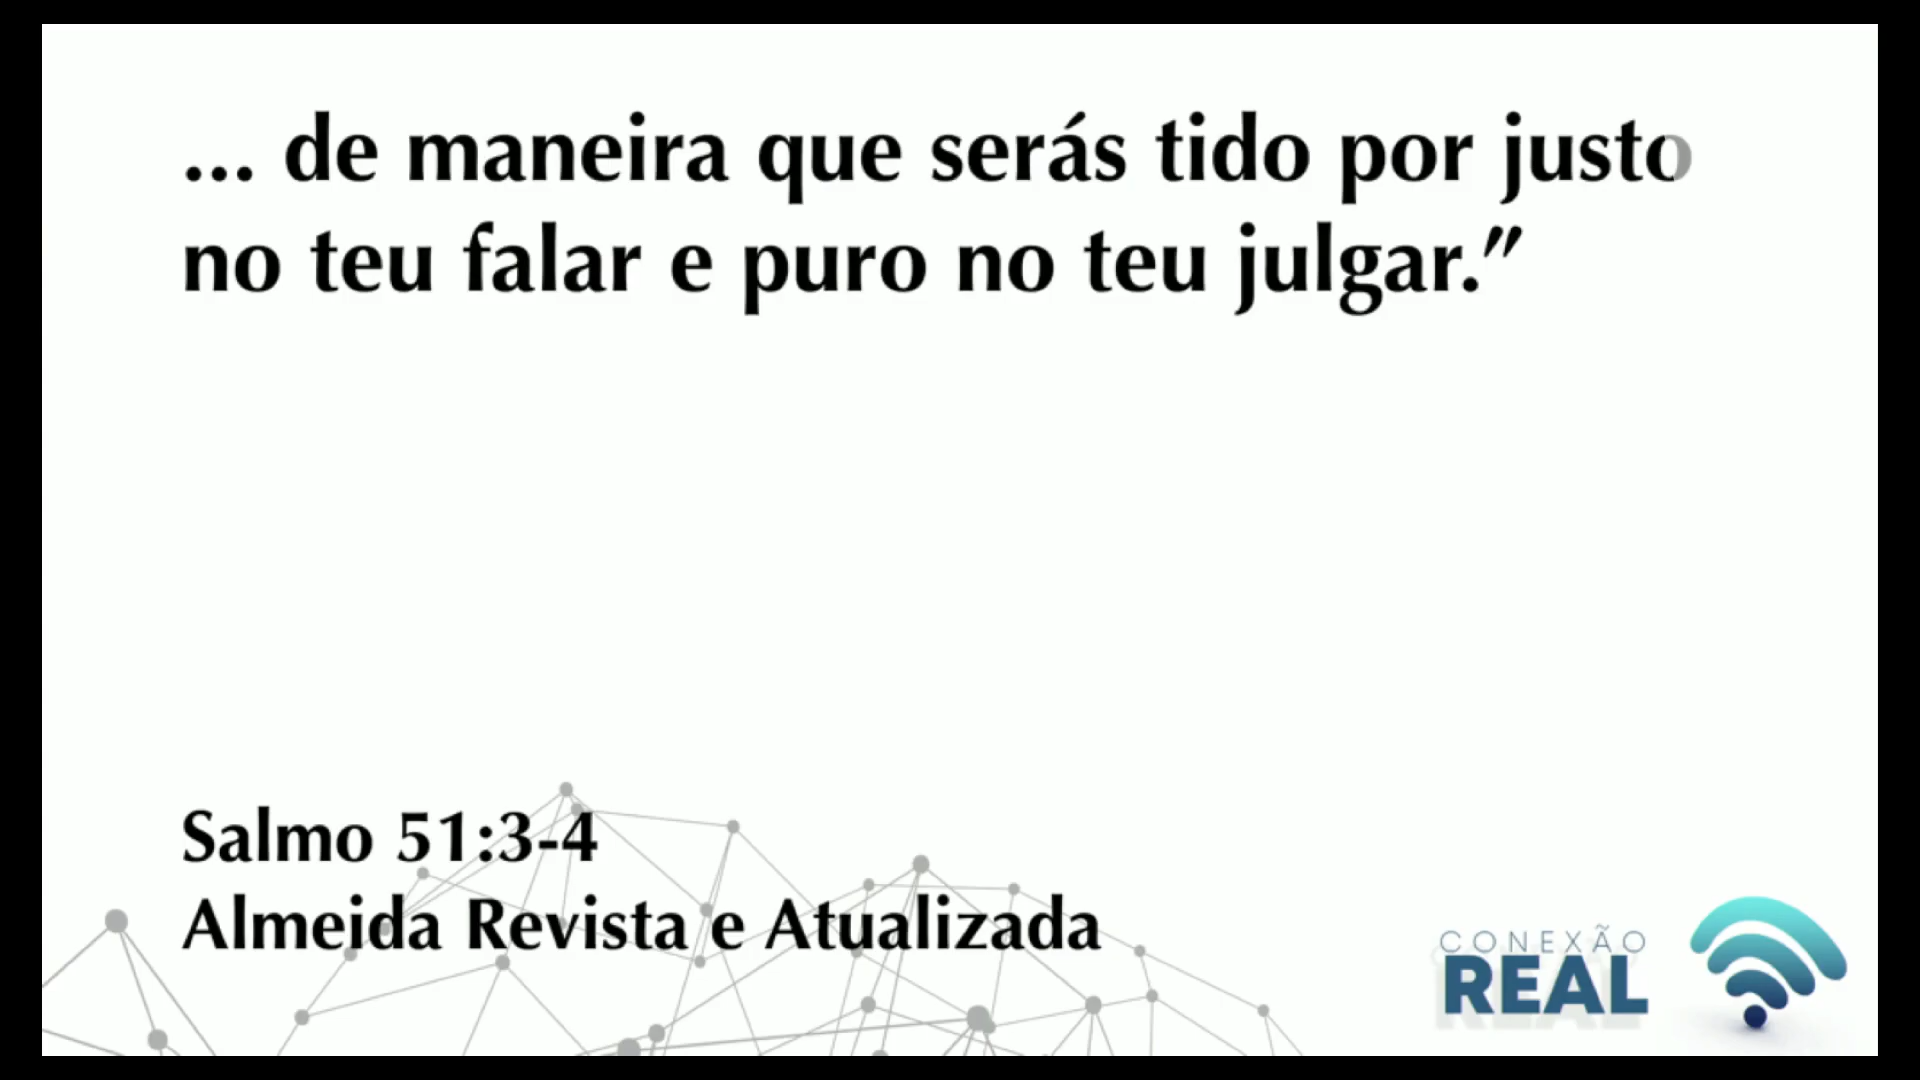 ... de maneira que serás tido por justo
no teu falar e puro no teu julgar.”
Salmo 51:3-4
Almeida Revista e Atualizada
CONEXÃO
REAL